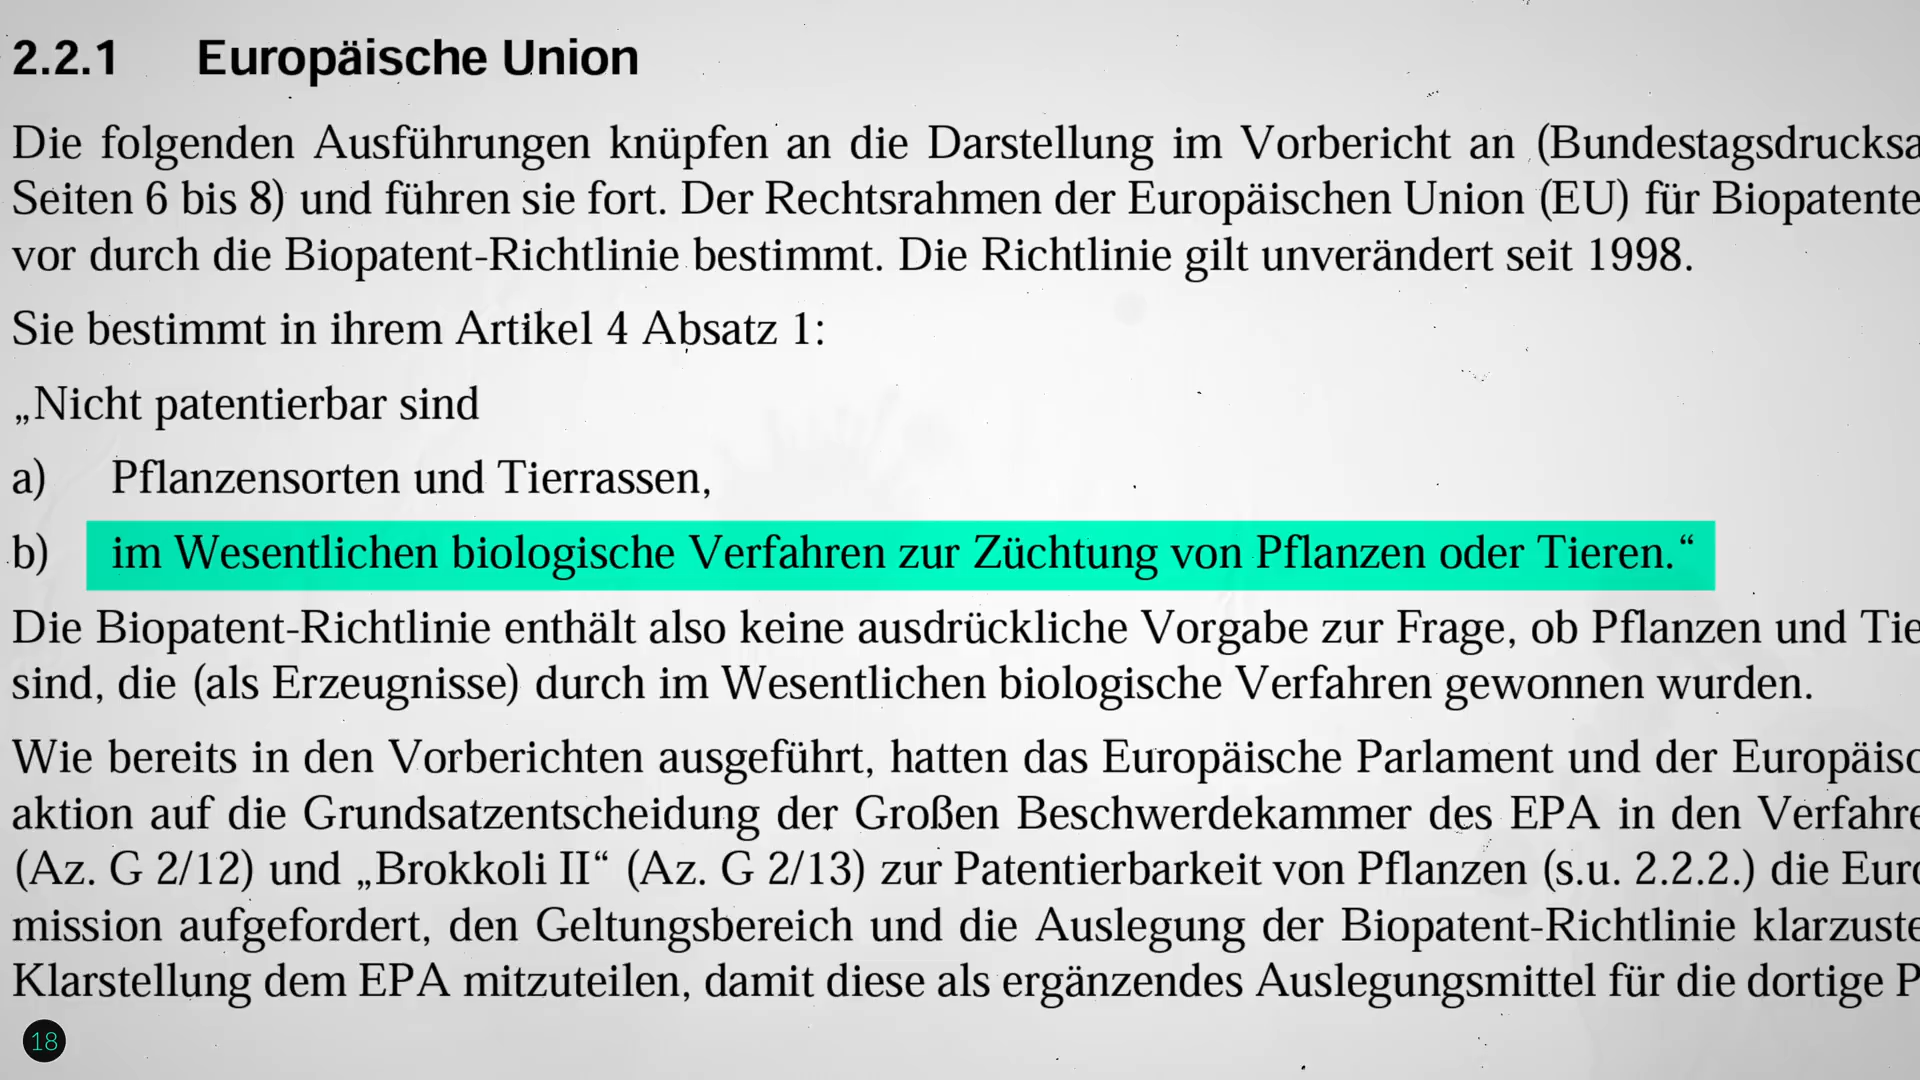 2.2.1 Europäische Union
Die folgenden Ausführungen knüpfen an die Darstellung im Vorbericht an (Bundestagsdrucksa
Seiten 6 bis 8) und führen sie fort. Der Rechtsrahmen der Europäischen Union (EU) für Biopatente
vor durch die Biopatent-Richtlinie bestimmt. Die Richtlinie gilt unverändert seit 1998.
Sie bestimmt in ihrem Artikel 4 Absatz 1:
„Nicht patentierbar sind
a) Pflanzensorten und Tierrassen,
b) im Wesentlichen biologische Verfahren zur Züchtung von Pflanzen oder Tieren.“
Die Biopatent-Richtlinie enthält also keine ausdrückliche Vorgabe zur Frage, ob Pflanzen und Tie
sind, die (als Erzeugnisse) durch im Wesentlichen biologische Verfahren gewonnen wurden.
Wie bereits in den Vorberichten ausgeführt, hatten das Europäische Parlament und der Europäisc
aktion auf die Grundsatzentscheidung der Großen Beschwerdekammer des EPA in den Verfahre
(Az. G 2/12) und „Brokkoli II“ (Az. G 2/13) zur Patentierbarkeit von Pflanzen (s.u. 2.2.2.) die Euro
mission aufgefordert, den Geltungsbereich und die Auslegung der Biopatent-Richtlinie klarzuste
Klarstellung dem EPA mitzuteilen, damit diese als ergänzendes Auslegungsmittel für die dortige P
18